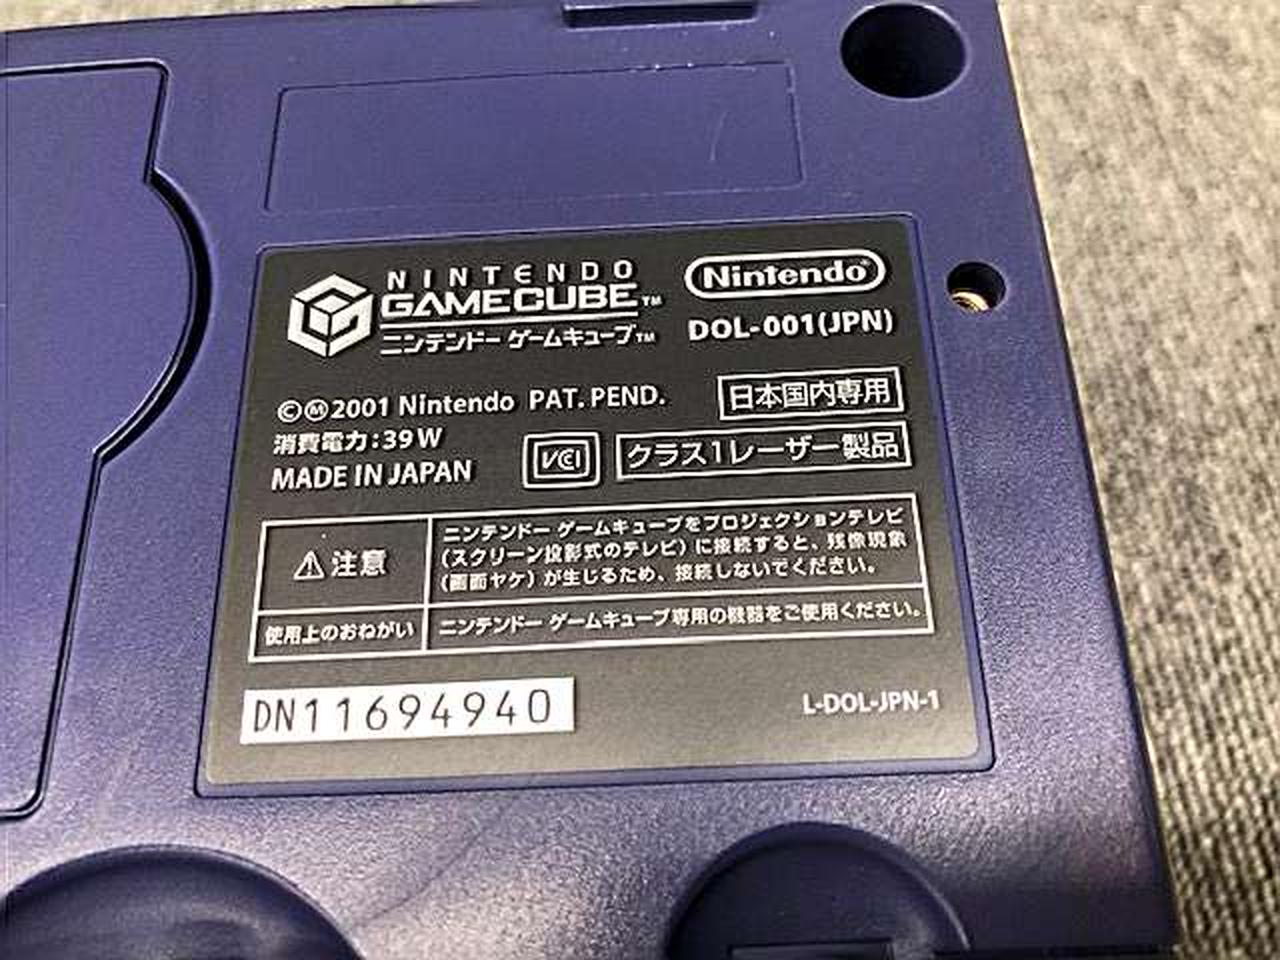 NINTENDO
GAMECUBE™
ニンテンドー ゲームキューブ™
Nintendo®
DOL-001(JPN)
©Ⓜ2001 Nintendo PAT. PEND.
日本国内専用
消費電力:39W
MADE IN JAPAN
VCI
クラス1レーザー製品
⚠注意
ニンテンドー ゲームキューブをプロジェクションテレビ
(スクリーン投影式のテレビ)に接続すると、残像現象
(画面ヤケ)が生じるため、接続しないでください。
使用上のおねがい
ニンテンドー ゲームキューブ専用の機器をご使用ください。
DN11694940
L-DOL-JPN-1